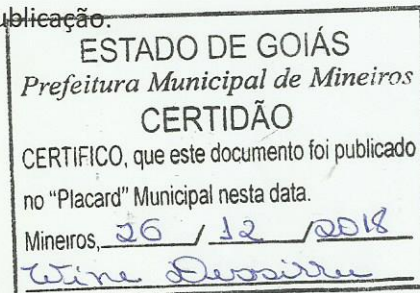 ublicação.
ESTADO DE GOIÁS
Prefeitura Municipal de Mineiros
CERTIDÃO
CERTIFICO, que este documento foi publicado
no "Placard" Municipal nesta data.
Mineiros, 26 / 12 / 2018